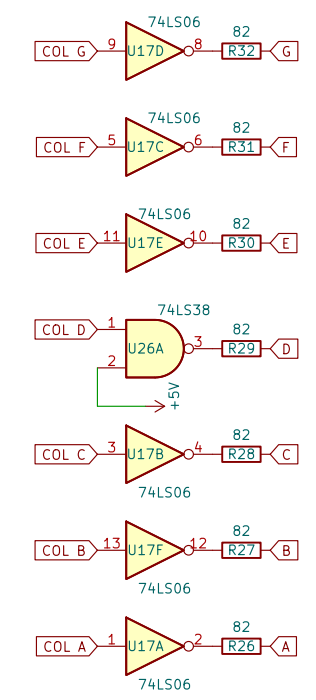 74LS06
COL G 9 U17D 8 82 R32 G
74LS06
COL F 5 U17C 6 82 R31 F
74LS06
COL E 11 U17E 10 82 R30 E
74LS38
COL D 1 2 U26A 3 82 R29 D
+5V
COL C 3 U17B 4 82 R28 C
74LS06
COL B 13 U17F 12 82 R27 B
74LS06
COL A 1 U17A 2 82 R26 A
74LS06